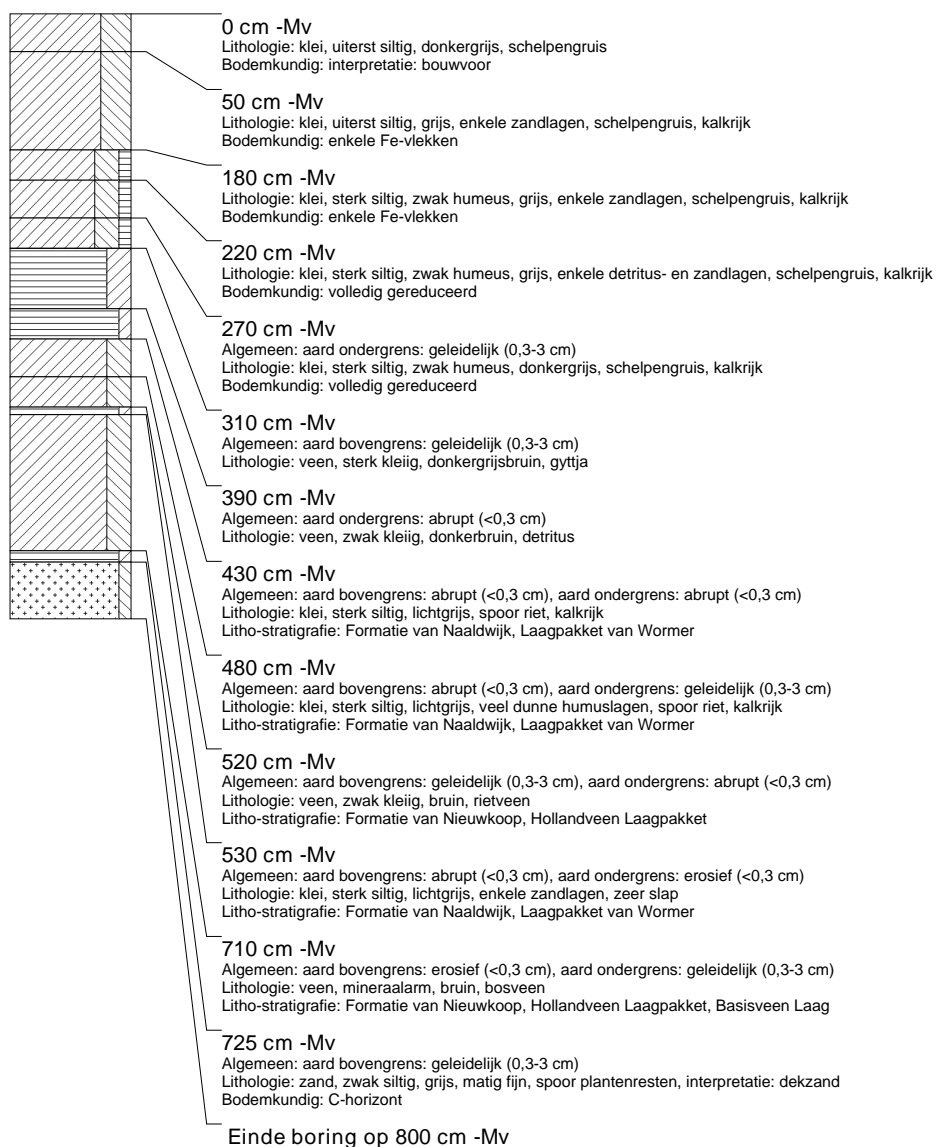 0 cm -Mv
Lithologie: klei, uiterst siltig, donkergrijs, schelpengruis
Bodemkundig: interpretatie: bouwvoor
50 cm -Mv
Lithologie: klei, uiterst siltig, grijs, enkele zandlagen, schelpengruis, kalkrijk
Bodemkundig: enkele Fe-vlekken
180 cm -Mv
Lithologie: klei, sterk siltig, zwak humeus, grijs, enkele zandlagen, schelpengruis, kalkrijk
Bodemkundig: enkele Fe-vlekken
220 cm -Mv
Lithologie: klei, sterk siltig, zwak humeus, grijs, enkele detritus- en zandlagen, schelpengruis, kalkrijk
Bodemkundig: volledig gereduceerd
270 cm -Mv
Algemeen: aard ondergrens: geleidelijk (0,3-3 cm)
Lithologie: klei, sterk siltig, zwak humeus, donkergrijs, schelpengruis, kalkrijk
Bodemkundig: volledig gereduceerd
310 cm -Mv
Algemeen: aard bovengrens: geleidelijk (0,3-3 cm)
Lithologie: veen, sterk kleiig, donkergrijsbruin, gyttja
390 cm -Mv
Algemeen: aard ondergrens: abrupt (<0,3 cm)
Lithologie: veen, zwak kleiig, donkerbruin, detritus
430 cm -Mv
Algemeen: aard bovengrens: abrupt (<0,3 cm), aard ondergrens: abrupt (<0,3 cm)
Lithologie: klei, sterk siltig, lichtgrijs, spoor riet, kalkrijk
Litho-stratigrafie: Formatie van Naaldwijk, Laagpakket van Wormer
480 cm -Mv
Algemeen: aard bovengrens: abrupt (<0,3 cm), aard ondergrens: geleidelijk (0,3-3 cm)
Lithologie: klei, sterk siltig, lichtgrijs, veel dunne humuslagen, spoor riet, kalkrijk
Litho-stratigrafie: Formatie van Naaldwijk, Laagpakket van Wormer
520 cm -Mv
Algemeen: aard bovengrens: geleidelijk (0,3-3 cm), aard ondergrens: abrupt (<0,3 cm)
Lithologie: veen, zwak kleiig, bruin, rietveen
Litho-stratigrafie: Formatie van Nieuwkoop, Hollandveen Laagpakket
530 cm -Mv
Algemeen: aard bovengrens: abrupt (<0,3 cm), aard ondergrens: erosief (<0,3 cm)
Lithologie: klei, sterk siltig, lichtgrijs, enkele zandlagen, zeer slap
Litho-stratigrafie: Formatie van Naaldwijk, Laagpakket van Wormer
710 cm -Mv
Algemeen: aard bovengrens: erosief (<0,3 cm), aard ondergrens: geleidelijk (0,3-3 cm)
Lithologie: veen, mineraalarm, bruin, bosveen
Litho-stratigrafie: Formatie van Nieuwkoop, Hollandveen Laagpakket, Basisveen Laag
725 cm -Mv
Algemeen: aard bovengrens: geleidelijk (0,3-3 cm)
Lithologie: zand, zwak siltig, grijs, matig fijn, spoor plantenresten, interpretatie: dekzand
Bodemkundig: C-horizont
Einde boring op 800 cm -Mv